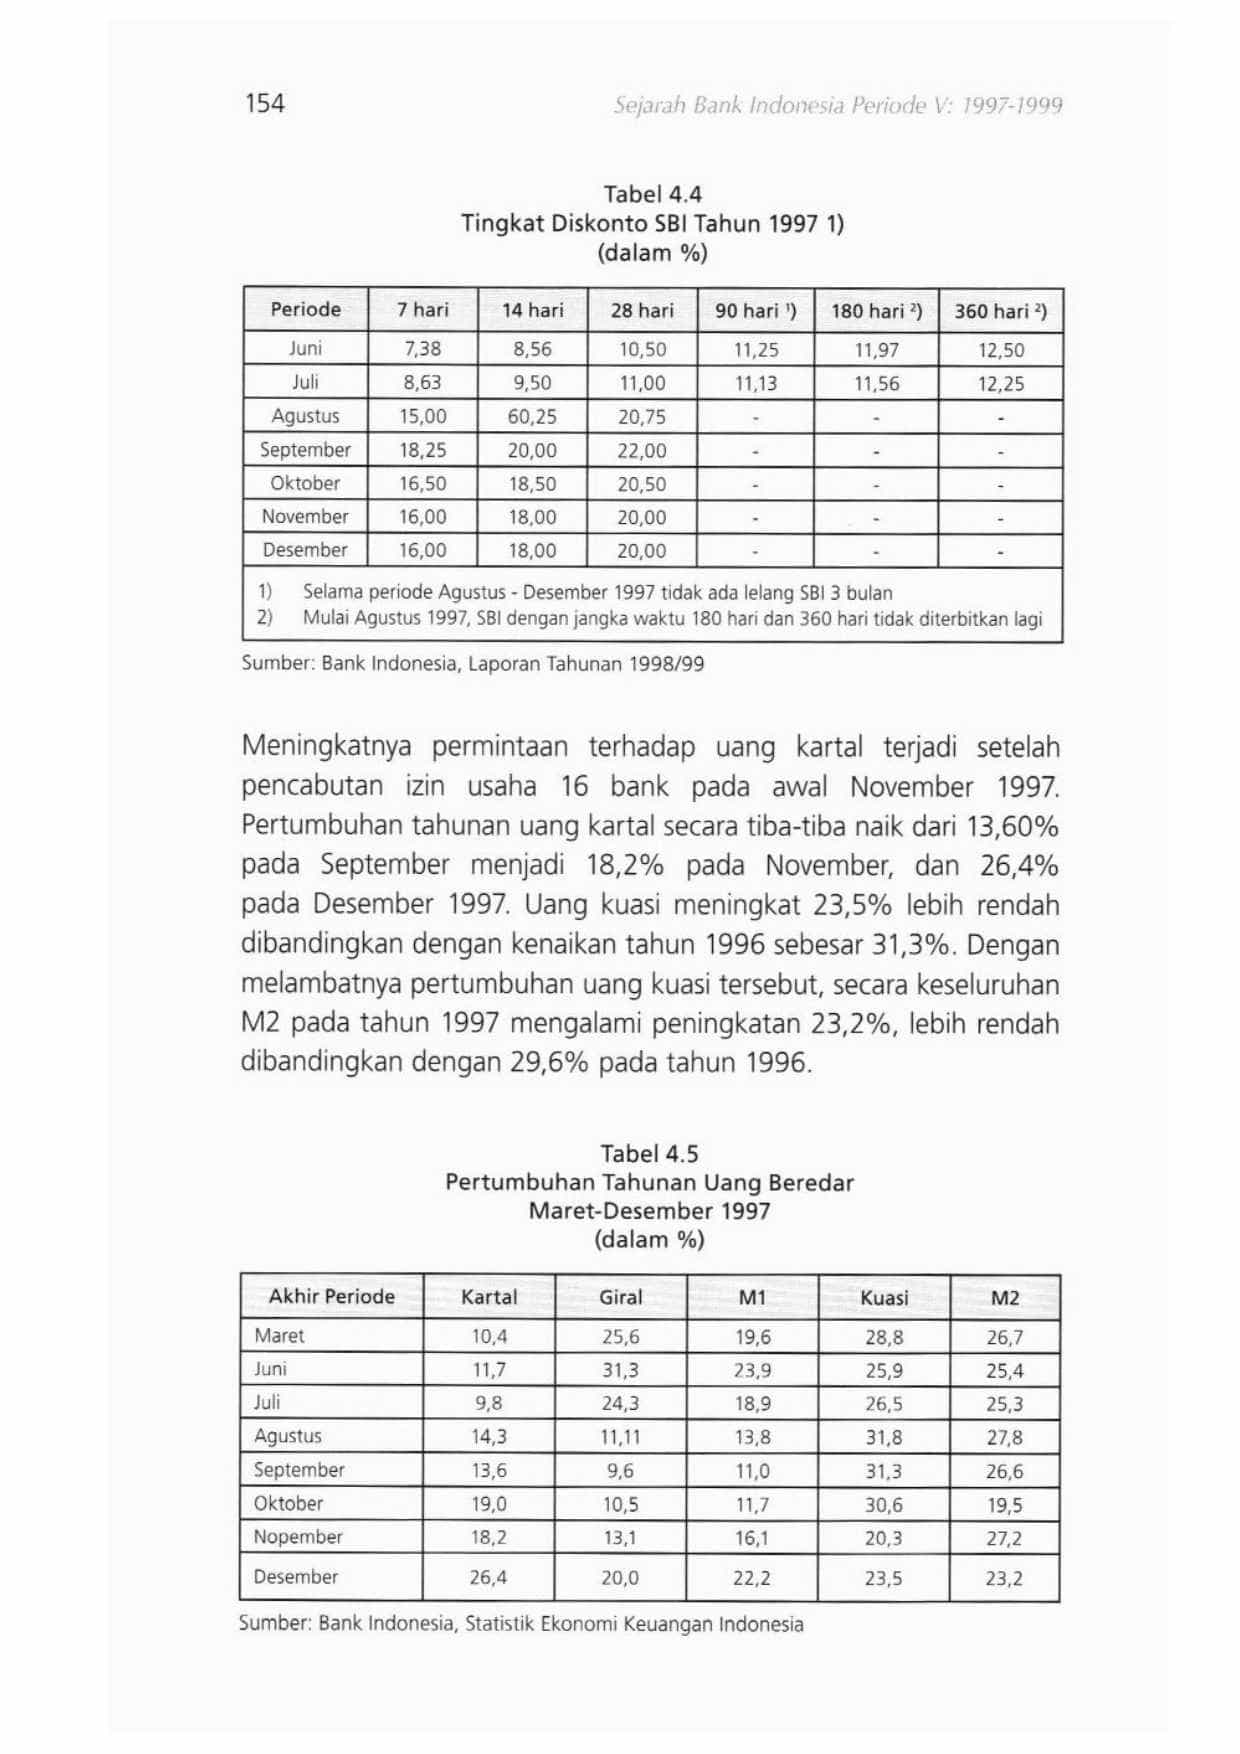 154 Sejarah Bank Indonesia Periode V: 1997-1999
Tabel 4.4
Tingkat Diskonto SBI Tahun 1997 1)
(dalam %)
Periode 7 hari 14 hari 28 hari 90 hari ¹) 180 hari ²) 360 hari ²)
Juni 7,38 8,56 10,50 11,25 11,97 12,50
Juli 8,63 9,50 11,00 11,13 11,56 12,25
Agustus 15,00 60,25 20,75 - - -
September 18,25 20,00 22,00 - - -
Oktober 16,50 18,50 20,50 - - -
November 16,00 18,00 20,00 - - -
Desember 16,00 18,00 20,00 - - -
1) Selama periode Agustus - Desember 1997 tidak ada lelang SBI 3 bulan
2) Mulai Agustus 1997, SBI dengan jangka waktu 180 hari dan 360 hari tidak diterbitkan lagi
Sumber: Bank Indonesia, Laporan Tahunan 1998/99
Meningkatnya permintaan terhadap uang kartal terjadi setelah
pencabutan izin usaha 16 bank pada awal November 1997.
Pertumbuhan tahunan uang kartal secara tiba-tiba naik dari 13,60%
pada September menjadi 18,2% pada November, dan 26,4%
pada Desember 1997. Uang kuasi meningkat 23,5% lebih rendah
dibandingkan dengan kenaikan tahun 1996 sebesar 31,3%. Dengan
melambatnya pertumbuhan uang kuasi tersebut, secara keseluruhan
M2 pada tahun 1997 mengalami peningkatan 23,2%, lebih rendah
dibandingkan dengan 29,6% pada tahun 1996.
Tabel 4.5
Pertumbuhan Tahunan Uang Beredar
Maret-Desember 1997
(dalam %)
Akhir Periode Kartal Giral M1 Kuasi M2
Maret 10,4 25,6 19,6 28,8 26,7
Juni 11,7 31,3 23,9 25,9 25,4
Juli 9,8 24,3 18,9 26,5 25,3
Agustus 14,3 11,11 13,8 31,8 27,8
September 13,6 9,6 11,0 31,3 26,6
Oktober 19,0 10,5 11,7 30,6 19,5
Nopember 18,2 13,1 16,1 20,3 27,2
Desember 26,4 20,0 22,2 23,5 23,2
Sumber: Bank Indonesia, Statistik Ekonomi Keuangan Indonesia